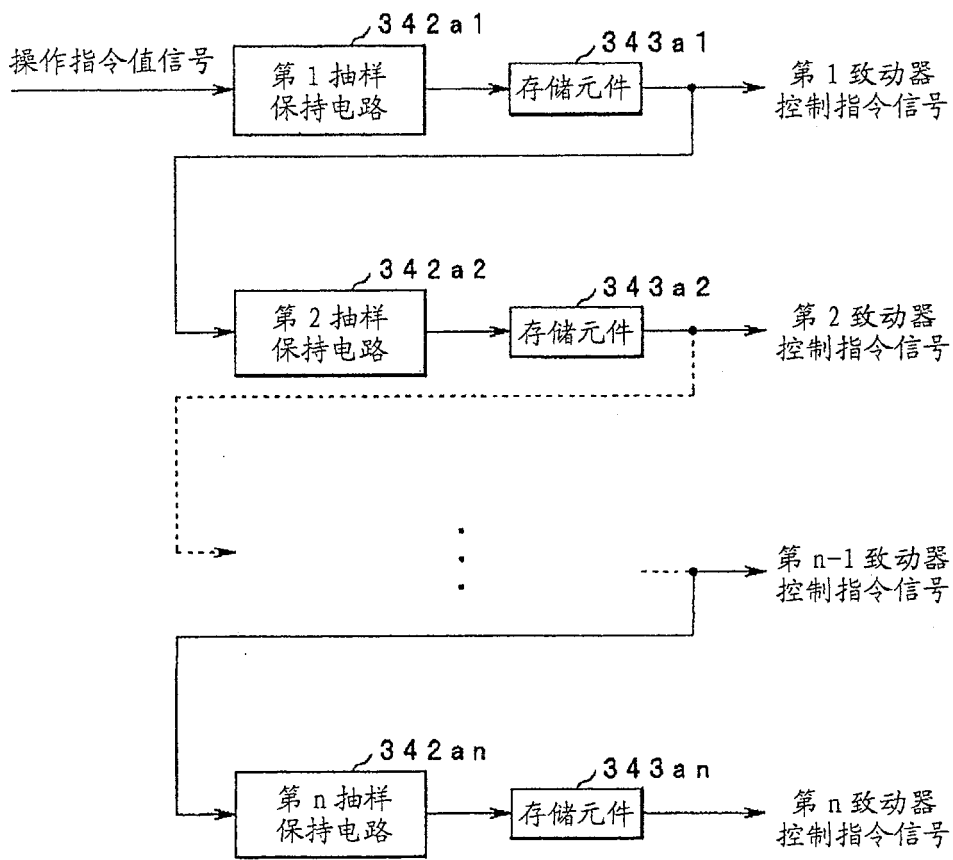 342a1
343a1
操作指令值信号
第1抽样
保持电路
存储元件
第1致动器
控制指令信号
342a2
343a2
第2抽样
保持电路
存储元件
第2致动器
控制指令信号
第n-1致动器
控制指令信号
342an
343an
第n抽样
保持电路
存储元件
第n致动器
控制指令信号